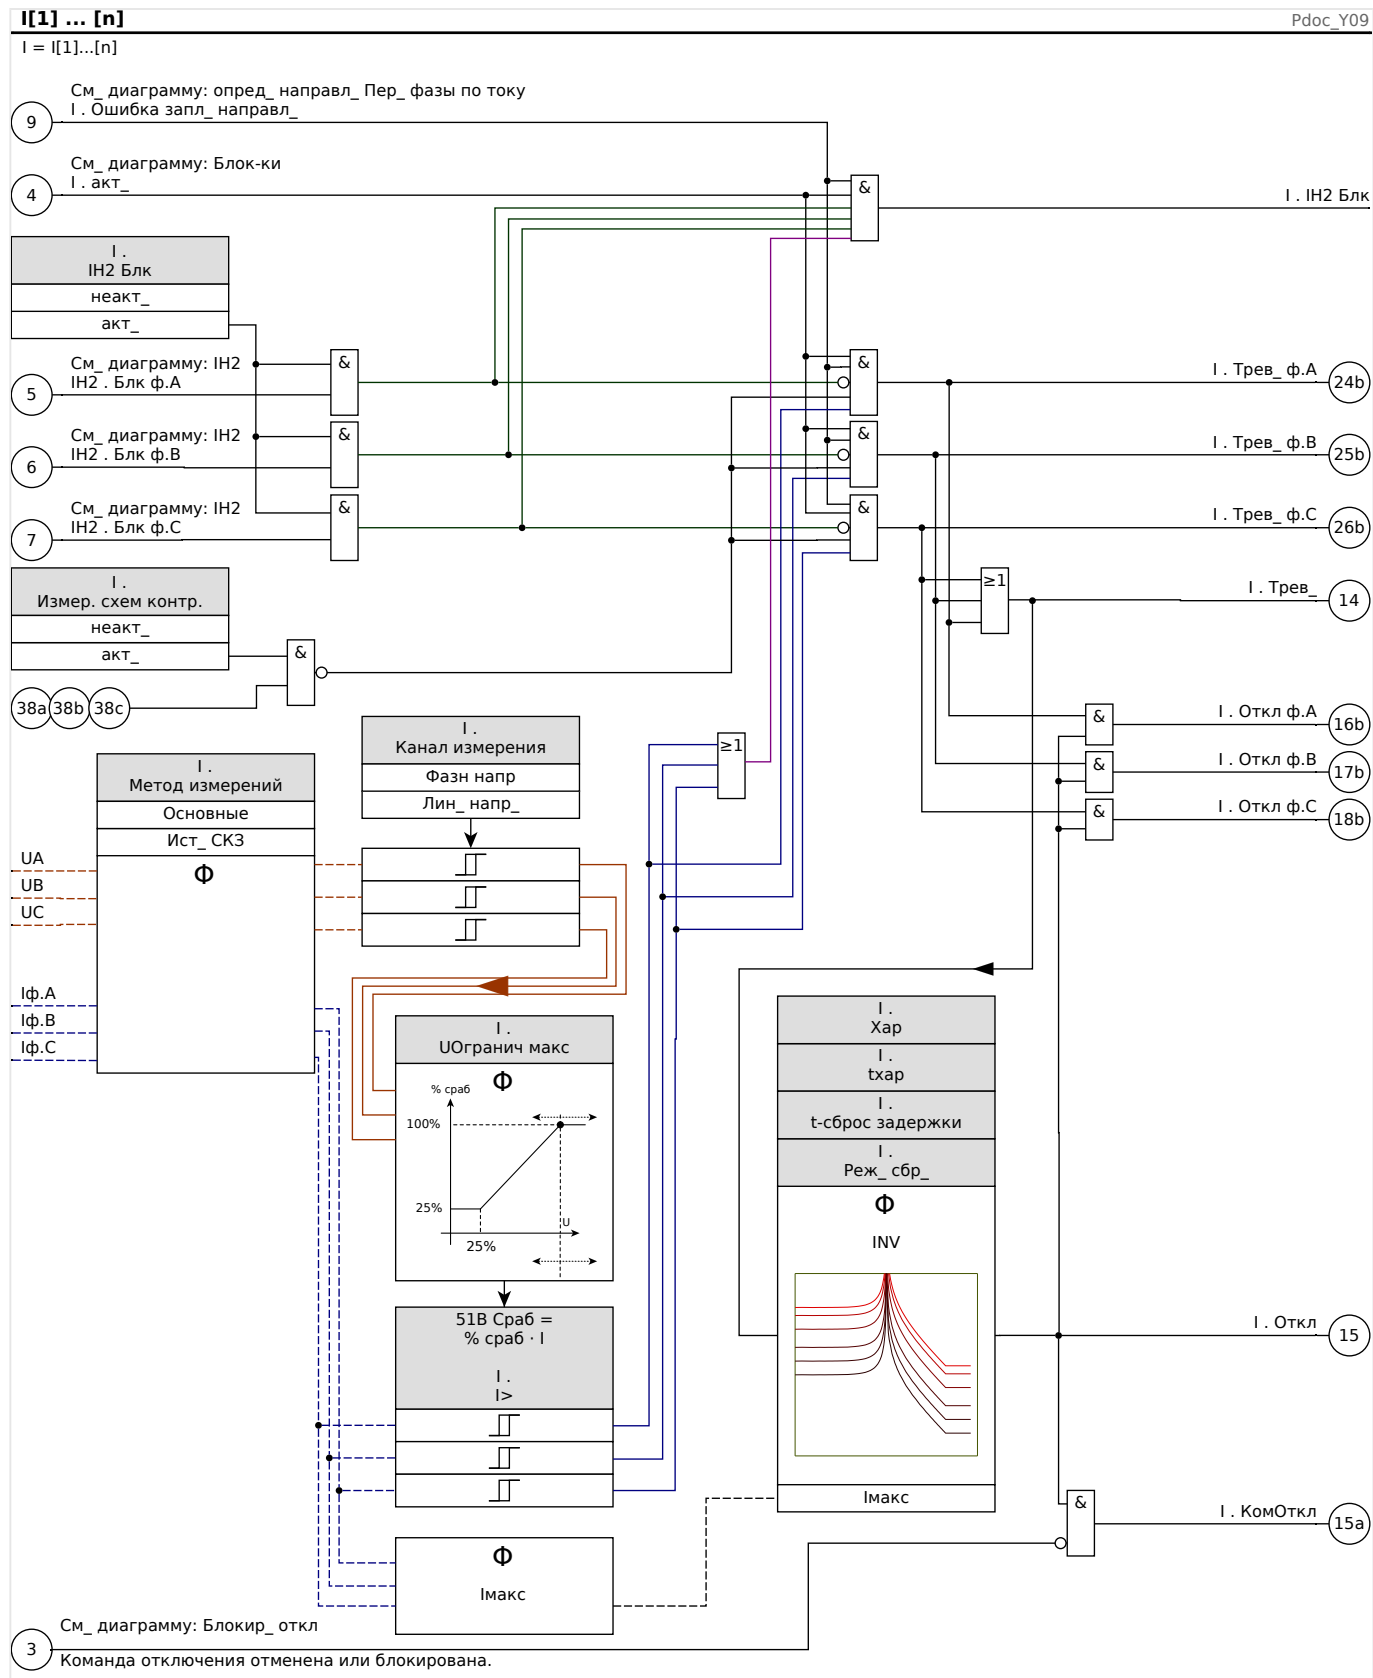 I[1] ... [n]
Pdoc_Y09
I = I[1]...[n]
См_ диаграмму: опред_ направл_ Пер_ фазы по току
I . Ошибка запл_ направл_
9
См_ диаграмму: Блок-ки
I . акт_
4
&
I . IH2 Блк
I .
IH2 Блк
неакт_
акт_
См_ диаграмму: IH2
IH2 . Блк ф.A
5
&
&
I . Трев_ ф.A
24b
См_ диаграмму: IH2
IH2 . Блк ф.B
6
&
&
I . Трев_ ф.B
25b
См_ диаграмму: IH2
IH2 . Блк ф.C
7
&
&
I . Трев_ ф.C
26b
I .
Измер. схем контр.
неакт_
акт_
&
38a
38b
38c
≥1
I . Трев_
14
&
I . Откл ф.A
16b
&
I . Откл ф.B
17b
&
I . Откл ф.C
18b
I .
Канал измерения
Фазн напр
Лин_ напр_
≥1
I .
Метод измерений
Основные
Ист_ СКЗ
Φ
UA
UB
UC
Iф.A
Iф.B
Iф.C
I .
UОгранич макс
Φ
% сраб
100%
25%
U
25%
51В Сраб =
% сраб · I
I .
I>
Φ
Iмакс
I .
Хар
I .
tхар
I .
t-сброс задержки
I .
Реж_ сбр_
Φ
INV
Iмакс
I . Откл
15
&
I . КомОткл
15a
См_ диаграмму: Блокир_ откл
3
Команда отключения отменена или блокирована.